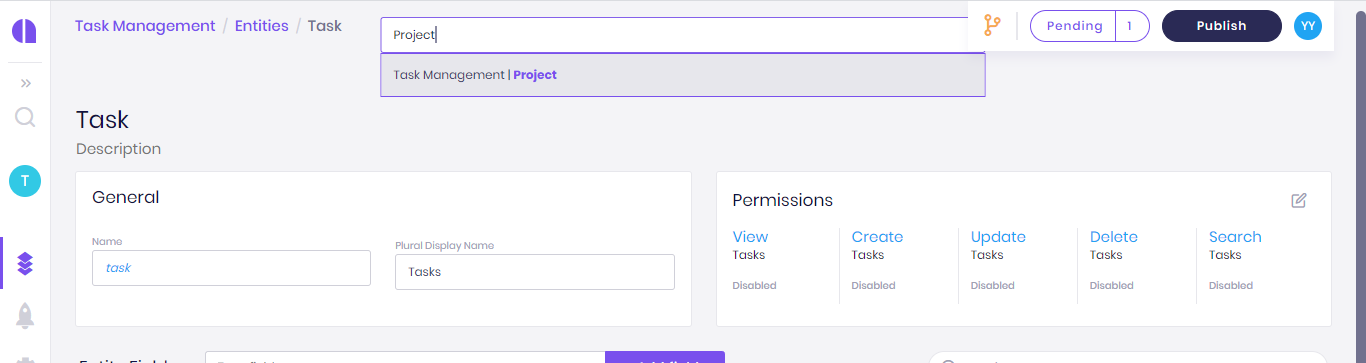 Task Management / Entities / Task
Project
Pending 1
Publish
YY
Task Management | Project
Task
Description
T
General
Name
task
Plural Display Name
Tasks
Permissions
View Create Update Delete Search
Tasks Tasks Tasks Tasks Tasks
Disabled Disabled Disabled Disabled Disabled